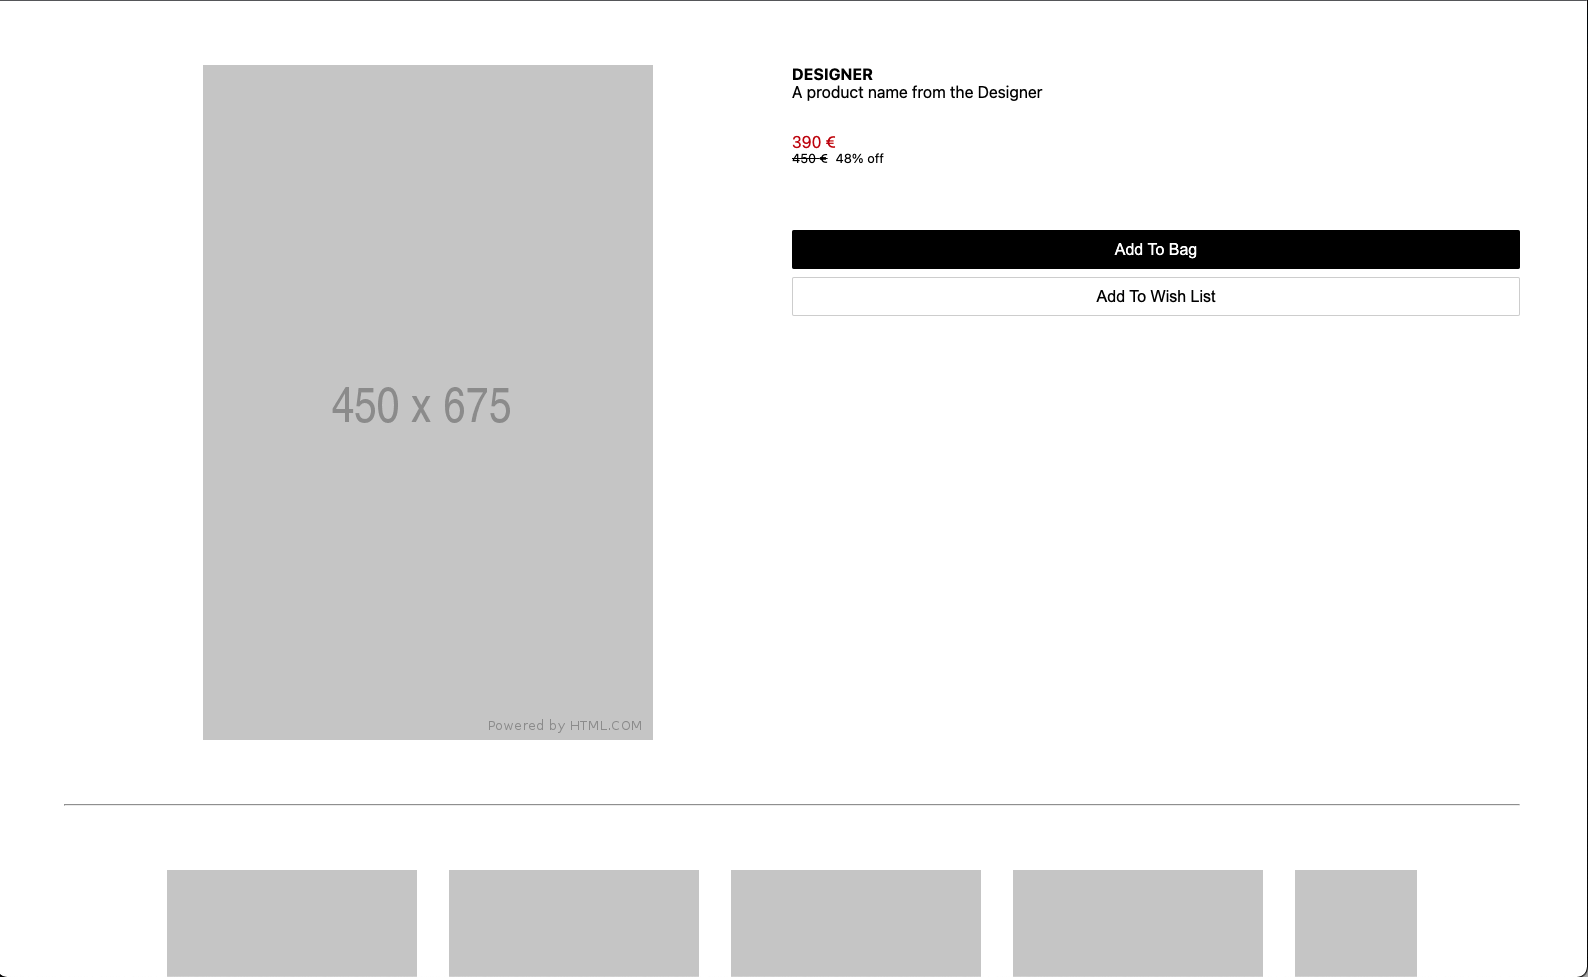 DESIGNER
A product name from the Designer
390 €
450 € 48% off
Add To Bag
Add To Wish List
450 x 675
Powered by HTML.COM